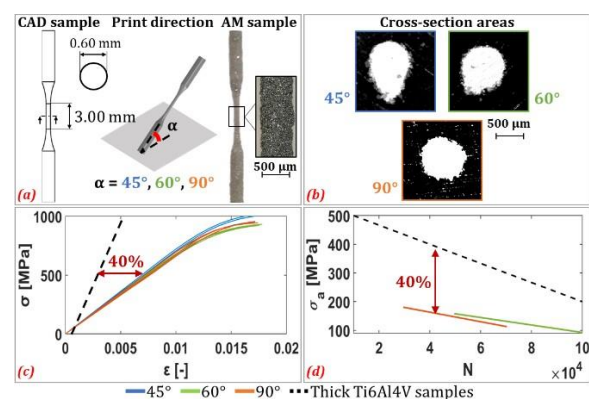 CAD sample Print direction AM sample
0.60 mm
3.00 mm
α
500 µm
α = 45°, 60°, 90°
(a)
Cross-section areas
45°
60°
500 µm
90°
(b)
1000
500
0
σ [MPa]
40%
0 0.005 0.01 0.015 0.02
ε [-]
(c)
500
400
300
200
100
σa [MPa]
40%
2 4 6 8 10
N
×10⁴
(d)
45° 60° 90° Thick Ti6Al4V samples